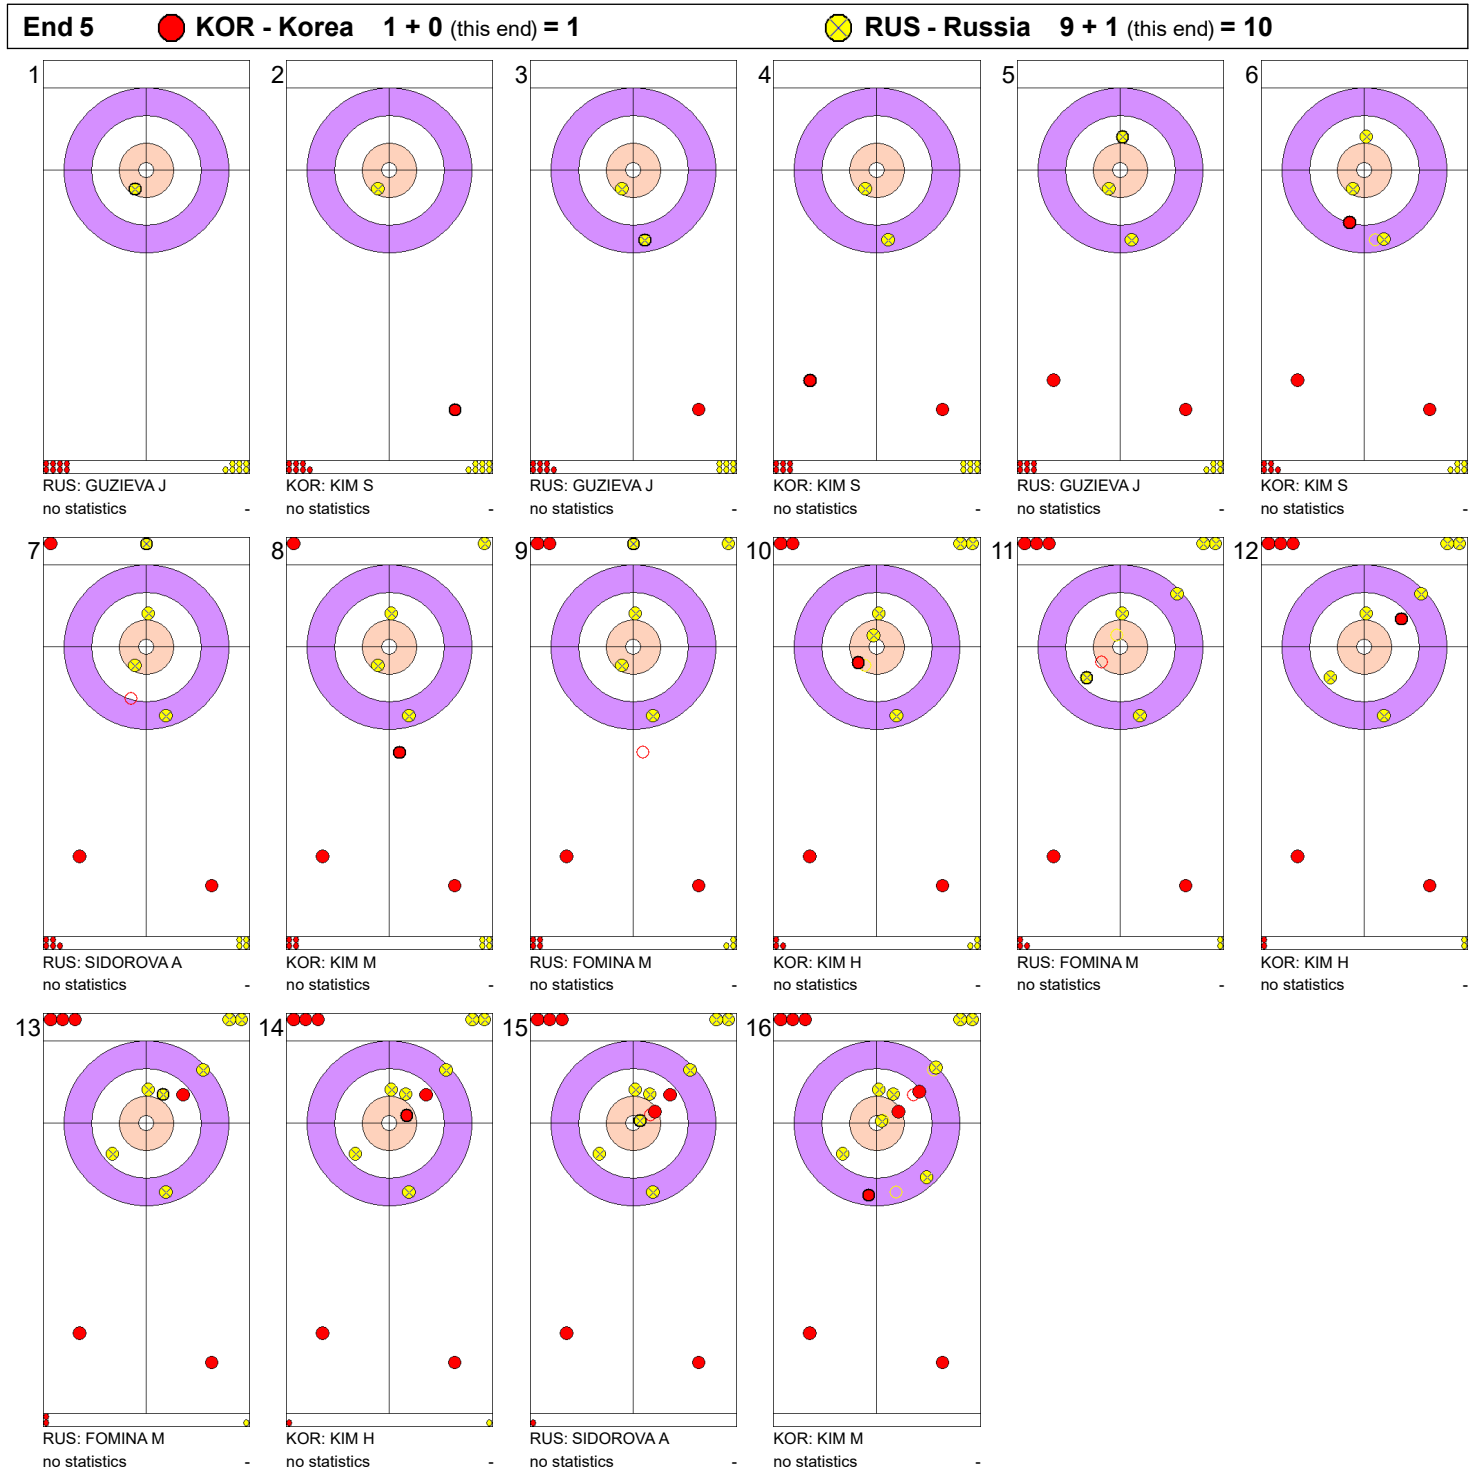 End 5 KOR - Korea 1 + 0 (this end) = 1 RUS - Russia 9 + 1 (this end) = 10
1 2 3 4 5 6
RUS: GUZIEVA J KOR: KIM S RUS: GUZIEVA J KOR: KIM S RUS: GUZIEVA J KOR: KIM S
no statistics - no statistics - no statistics - no statistics - no statistics - no statistics -
7 8 9 10 11 12
RUS: SIDOROVA A KOR: KIM M RUS: FOMINA M KOR: KIM H RUS: FOMINA M KOR: KIM H
no statistics - no statistics - no statistics - no statistics - no statistics - no statistics -
13 14 15 16
RUS: FOMINA M KOR: KIM H RUS: SIDOROVA A KOR: KIM M
no statistics - no statistics - no statistics - no statistics -